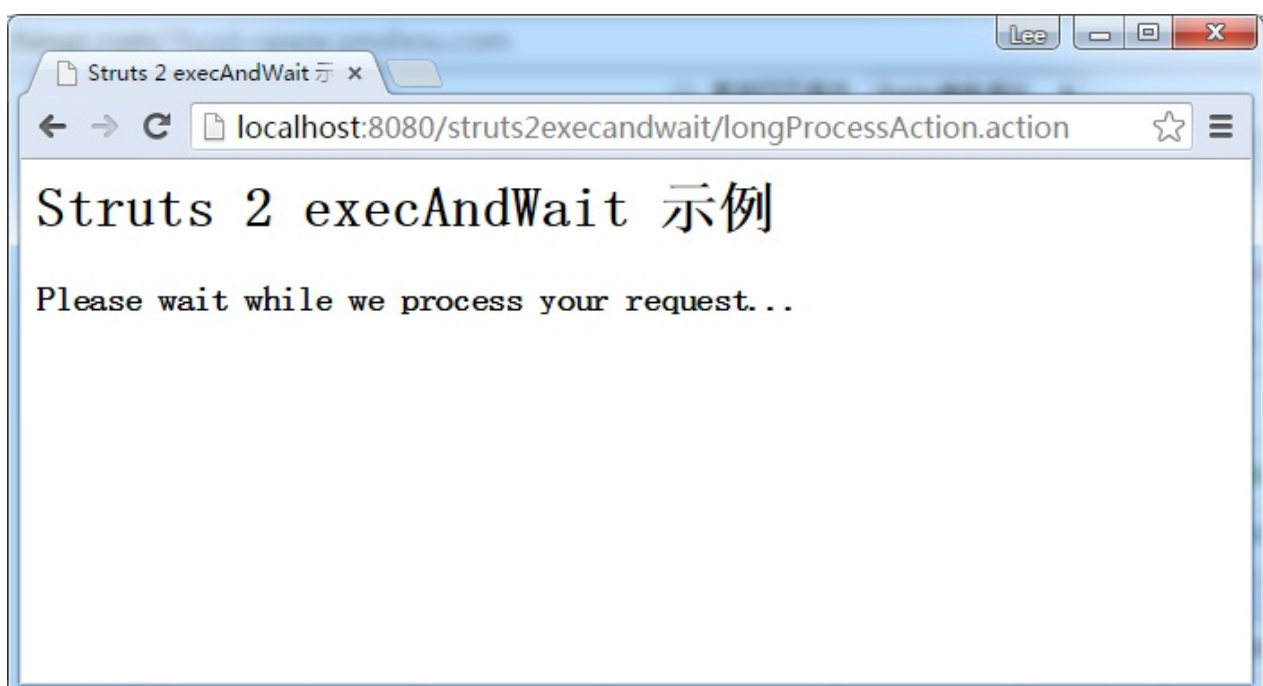 Lee
Struts 2 execAndWait 示
localhost:8080/struts2execandwait/longProcessAction.action
Struts 2 execAndWait 示例
Please wait while we process your request...